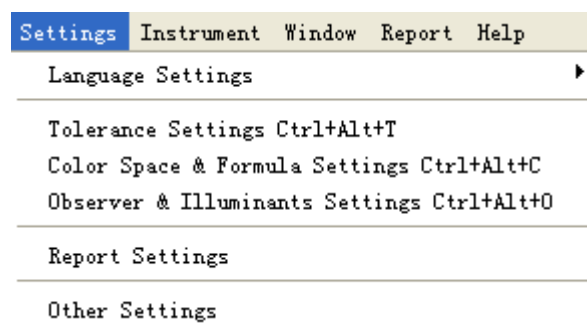 Settings Instrument Window Report Help
Language Settings
Tolerance Settings Ctrl+Alt+T
Color Space & Formula Settings Ctrl+Alt+C
Observer & Illuminants Settings Ctrl+Alt+O
Report Settings
Other Settings